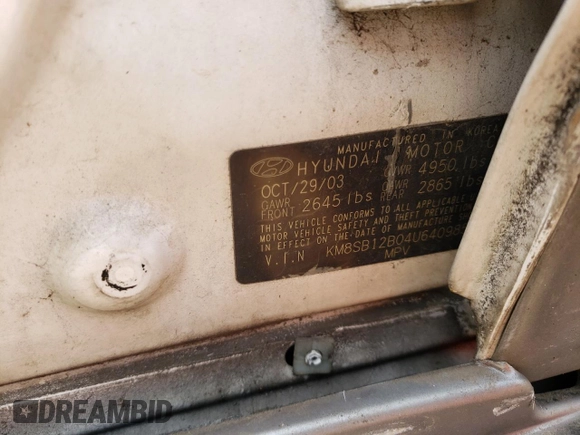 MANUFACTURED IN KOREA
HYUNDAI MOTOR
OCT/29/03 GVWR 4950 lbs
GAWR FRONT 2645 lbs GAWR REAR 2865 lbs
THIS VEHICLE CONFORMS TO ALL APPLICABLE
MOTOR VEHICLE SAFETY AND THEFT PREVENTION
IN EFFECT ON THE DATE OF MANUFACTURE
V.I.N KM8SB12B04U64098
MPV
DREAMBID